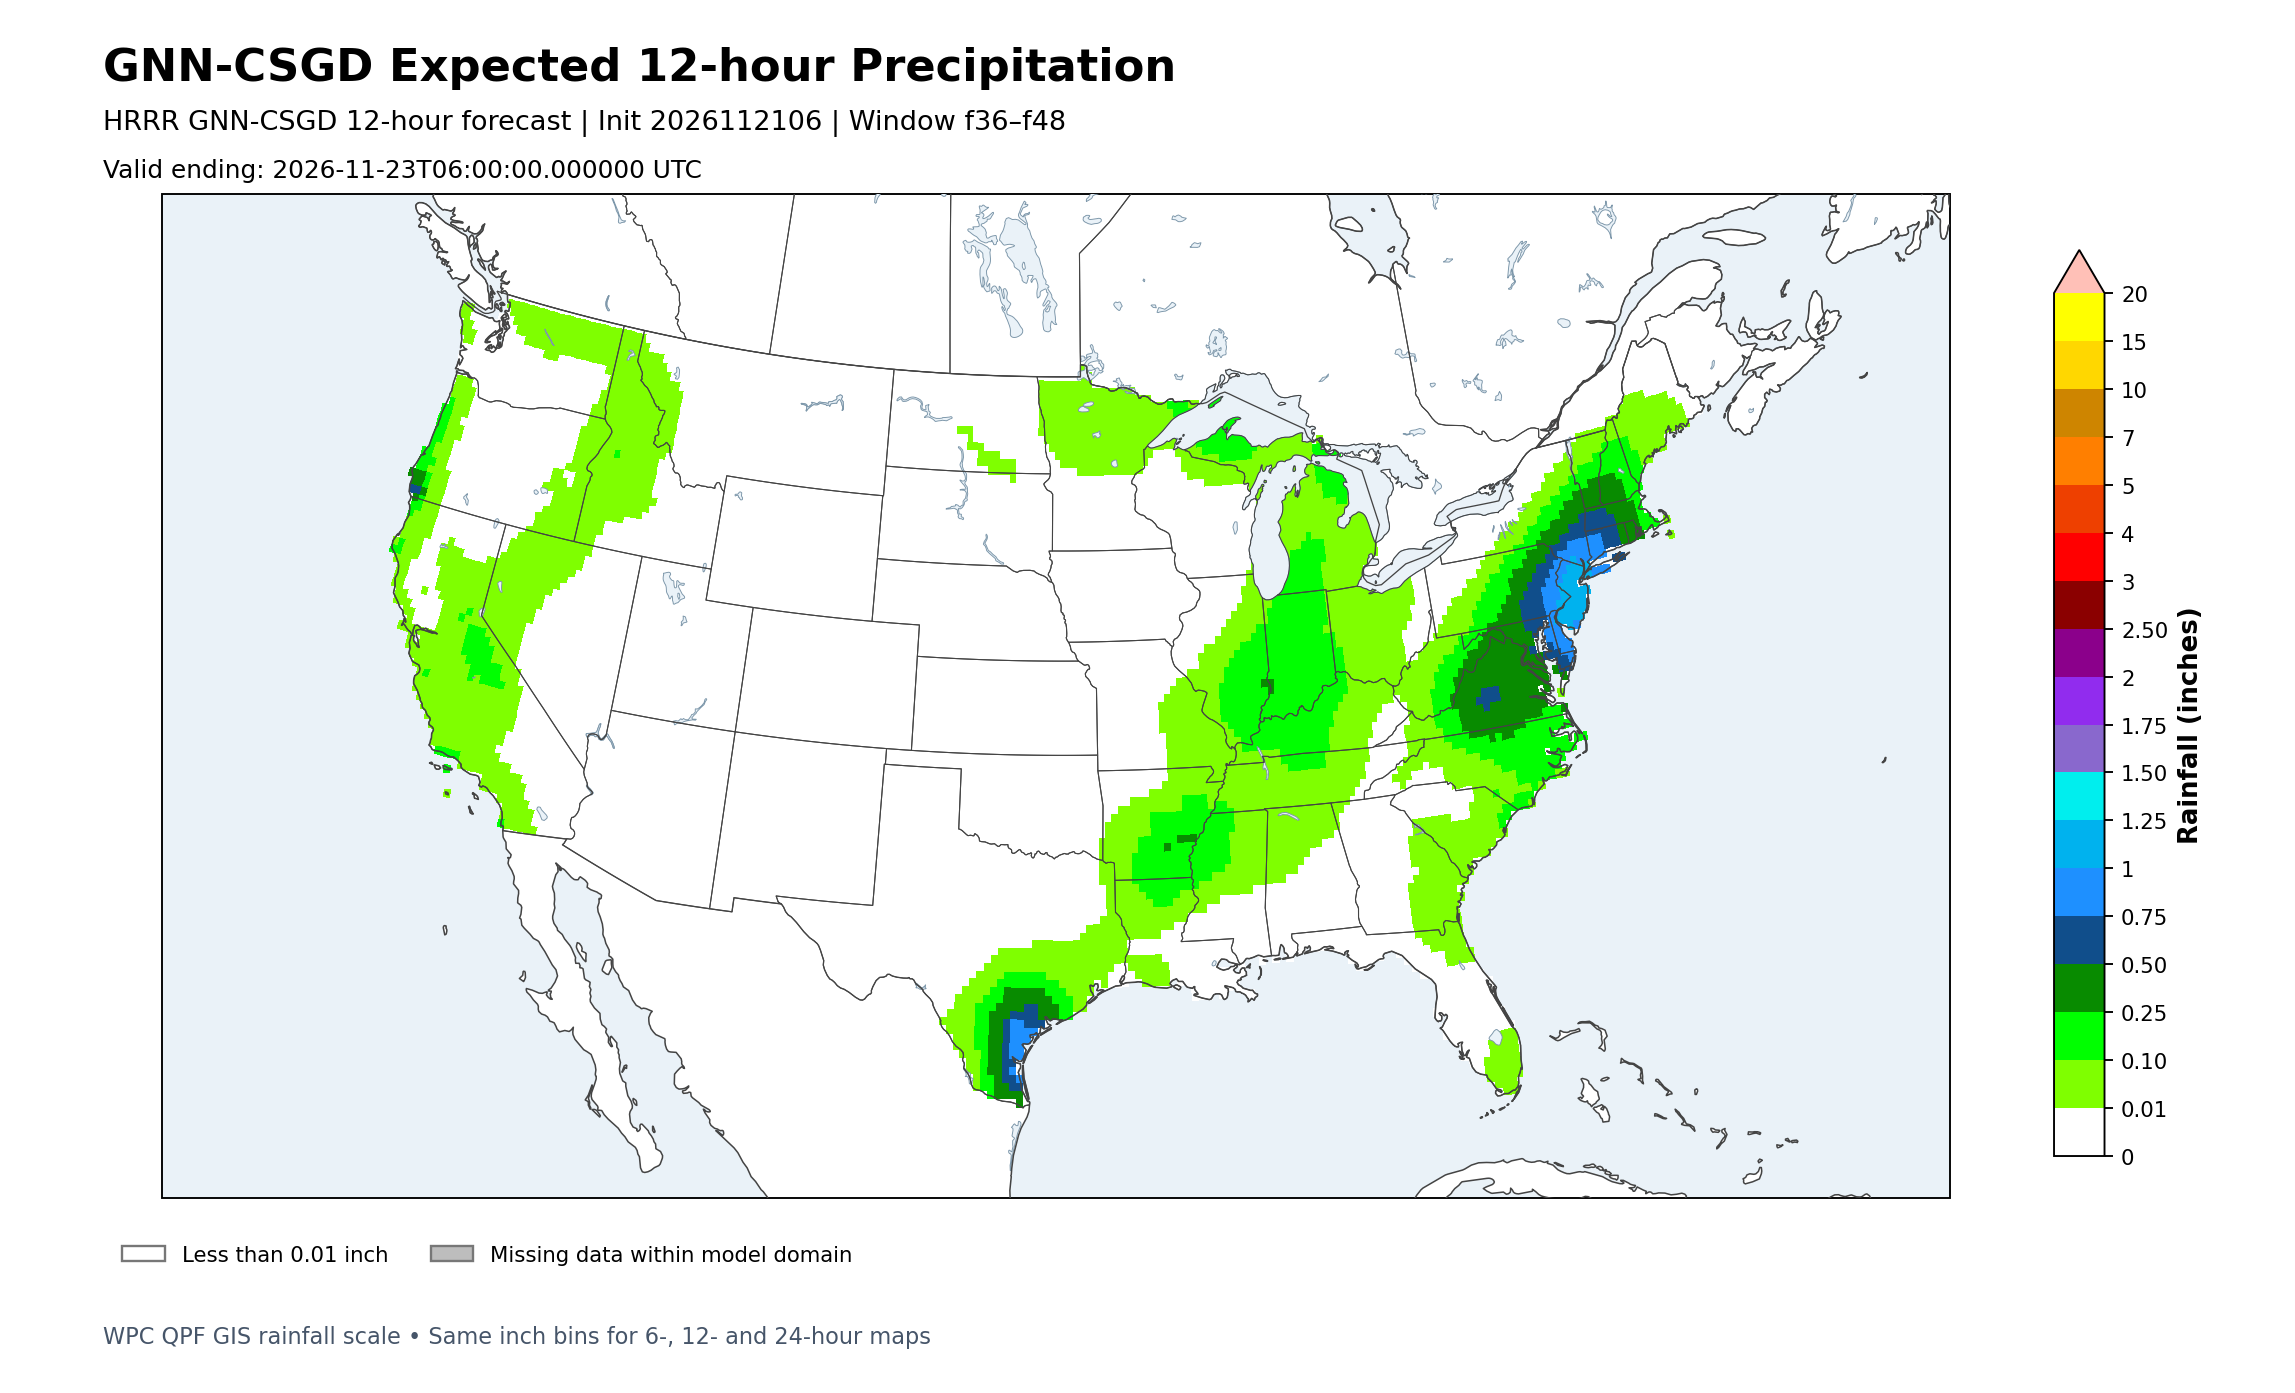 GNN-CSGD Expected 12-hour Precipitation
HRRR GNN-CSGD 12-hour forecast | Init 2026112106 | Window f36–f48
Valid ending: 2026-11-23T06:00:00.000000 UTC
20
15
10
7
5
4
3
2.50
2
1.75
1.50
1.25
1
0.75
0.50
0.25
0.10
0.01
0
Rainfall (inches)
Less than 0.01 inch
Missing data within model domain
WPC QPF GIS rainfall scale • Same inch bins for 6-, 12- and 24-hour maps